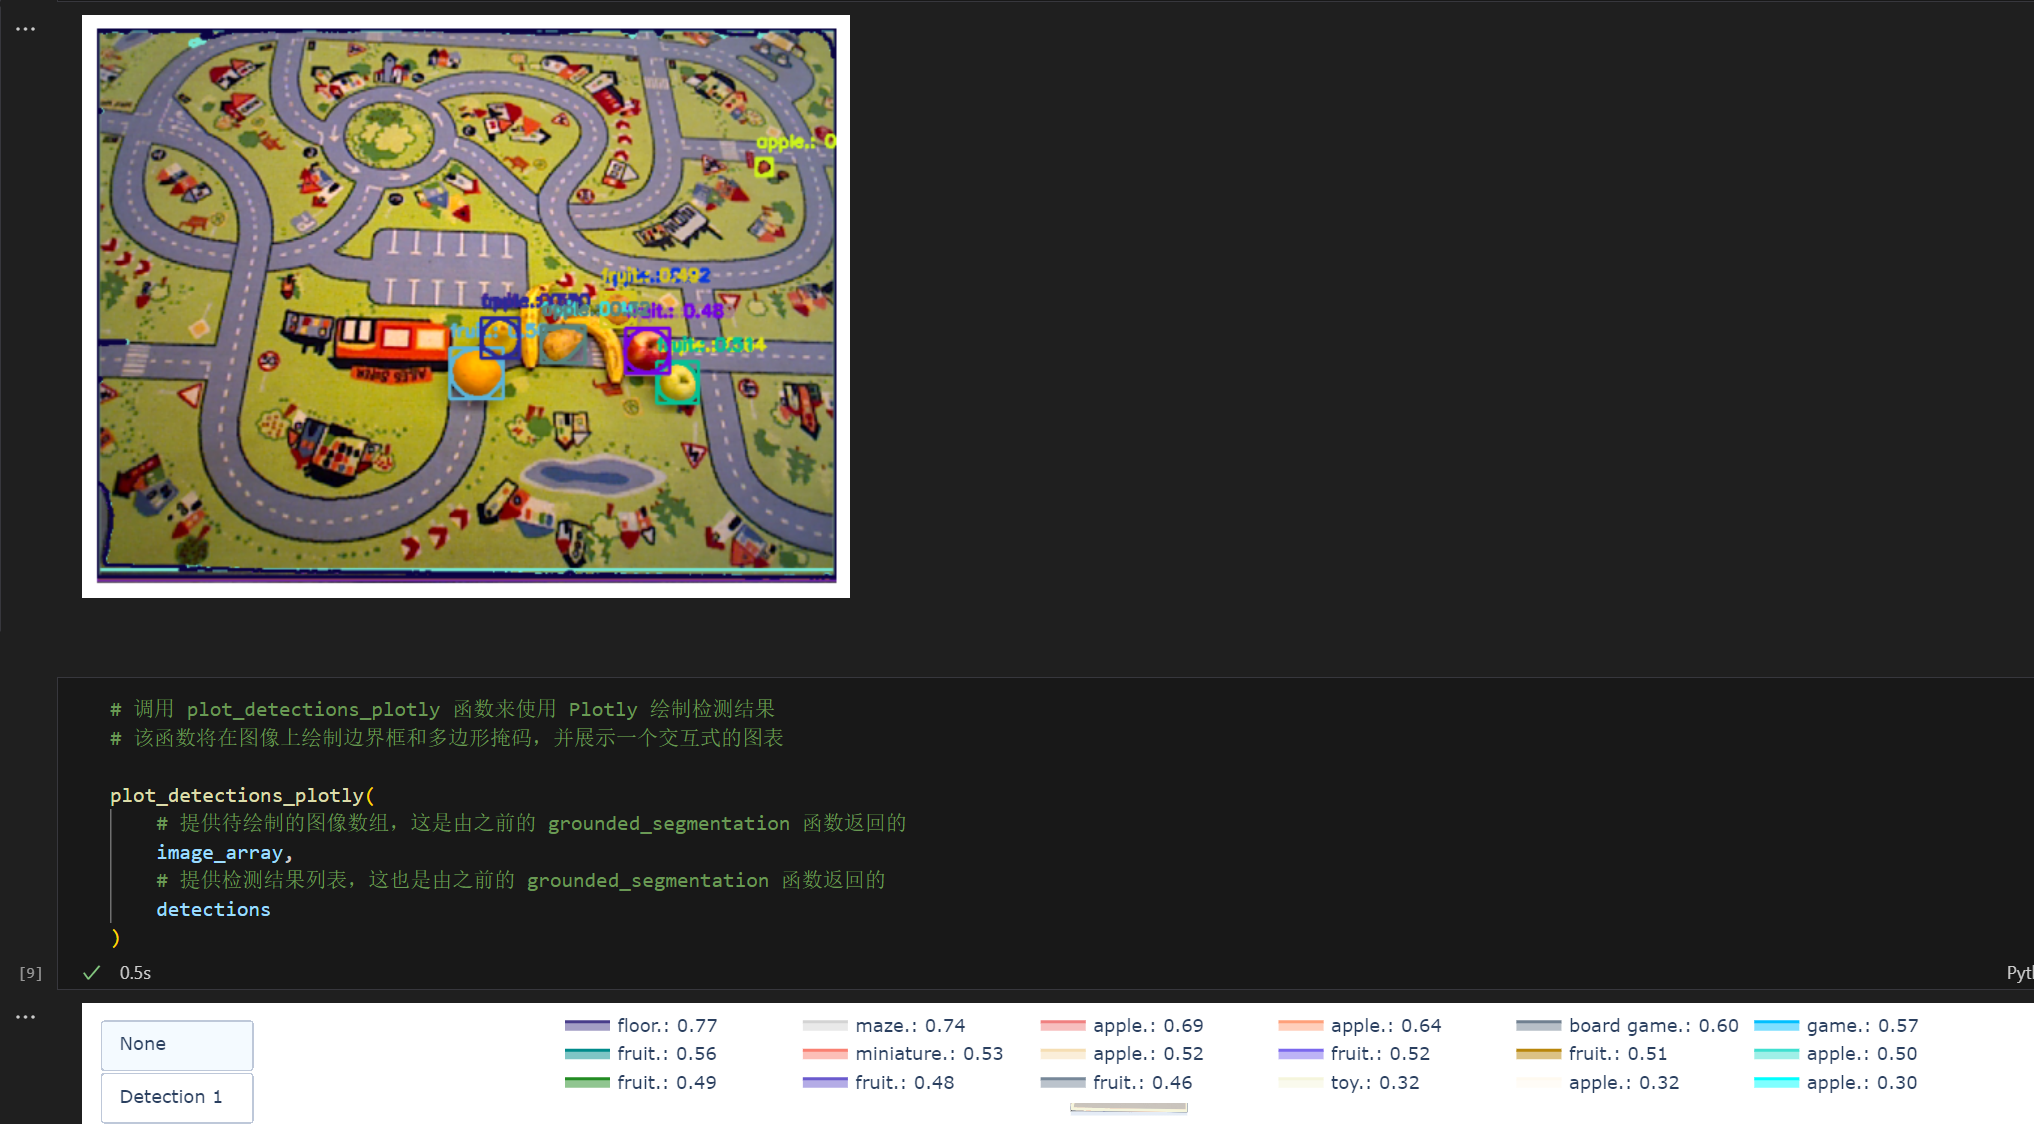 ...
apple.: 0
fruit.: 0.48
# 调用 plot_detections_plotly 函数来使用 Plotly 绘制检测结果
# 该函数将在图像上绘制边界框和多边形掩码，并展示一个交互式的图表
plot_detections_plotly(
# 提供待绘制的图像数组，这是由之前的 grounded_segmentation 函数返回的
image_array,
# 提供检测结果列表，这也是由之前的 grounded_segmentation 函数返回的
detections
)
[9] 0.5s Pyt
...
None
Detection 1
floor.: 0.77 maze.: 0.74 apple.: 0.69 apple.: 0.64 board game.: 0.60 game.: 0.57
fruit.: 0.56 miniature.: 0.53 apple.: 0.52 fruit.: 0.52 fruit.: 0.51 apple.: 0.50
fruit.: 0.49 fruit.: 0.48 fruit.: 0.46 toy.: 0.32 apple.: 0.32 apple.: 0.30